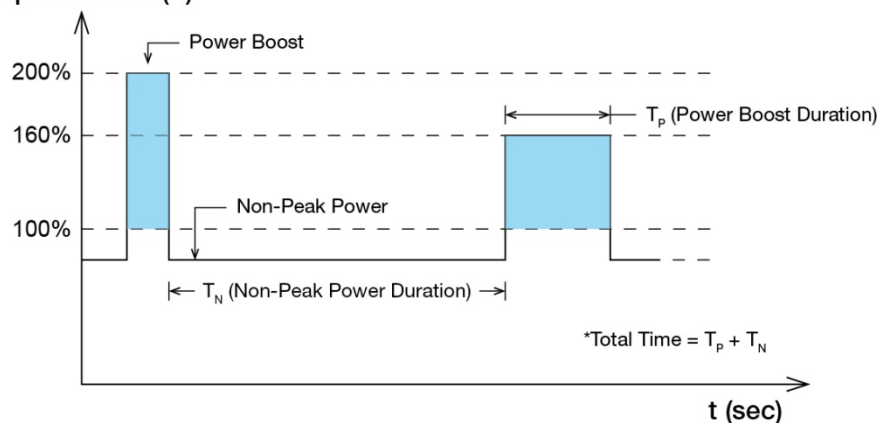 Power Boost
200%
T_P (Power Boost Duration)
160%
Non-Peak Power
100%
T_N (Non-Peak Power Duration)
*Total Time = T_P + T_N
t (sec)